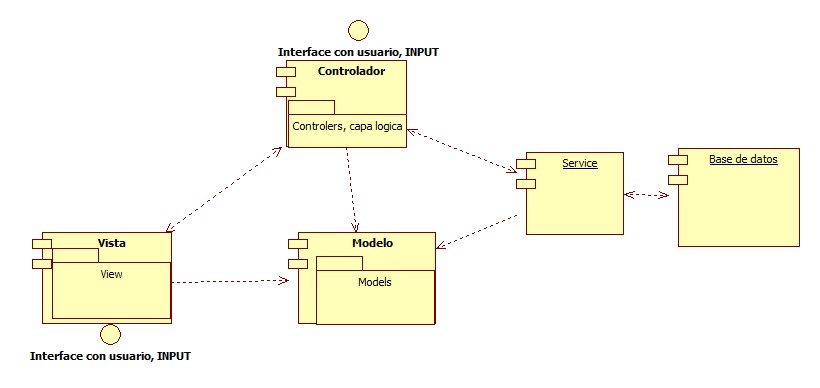 Interface con usuario, INPUT
Controlador
Controlers, capa logica
Service
Base de datos
Vista
View
Modelo
Models
Interface con usuario, INPUT